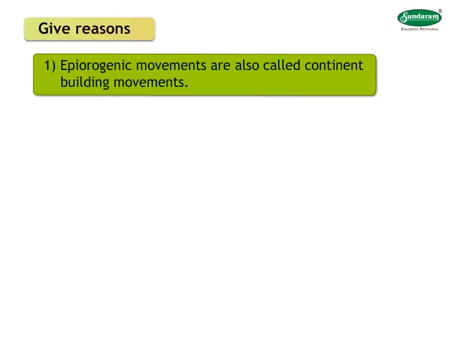 Give reasons
Sundaram®
Education Revolution
1) Epiorogenic movements are also called continent
building movements.